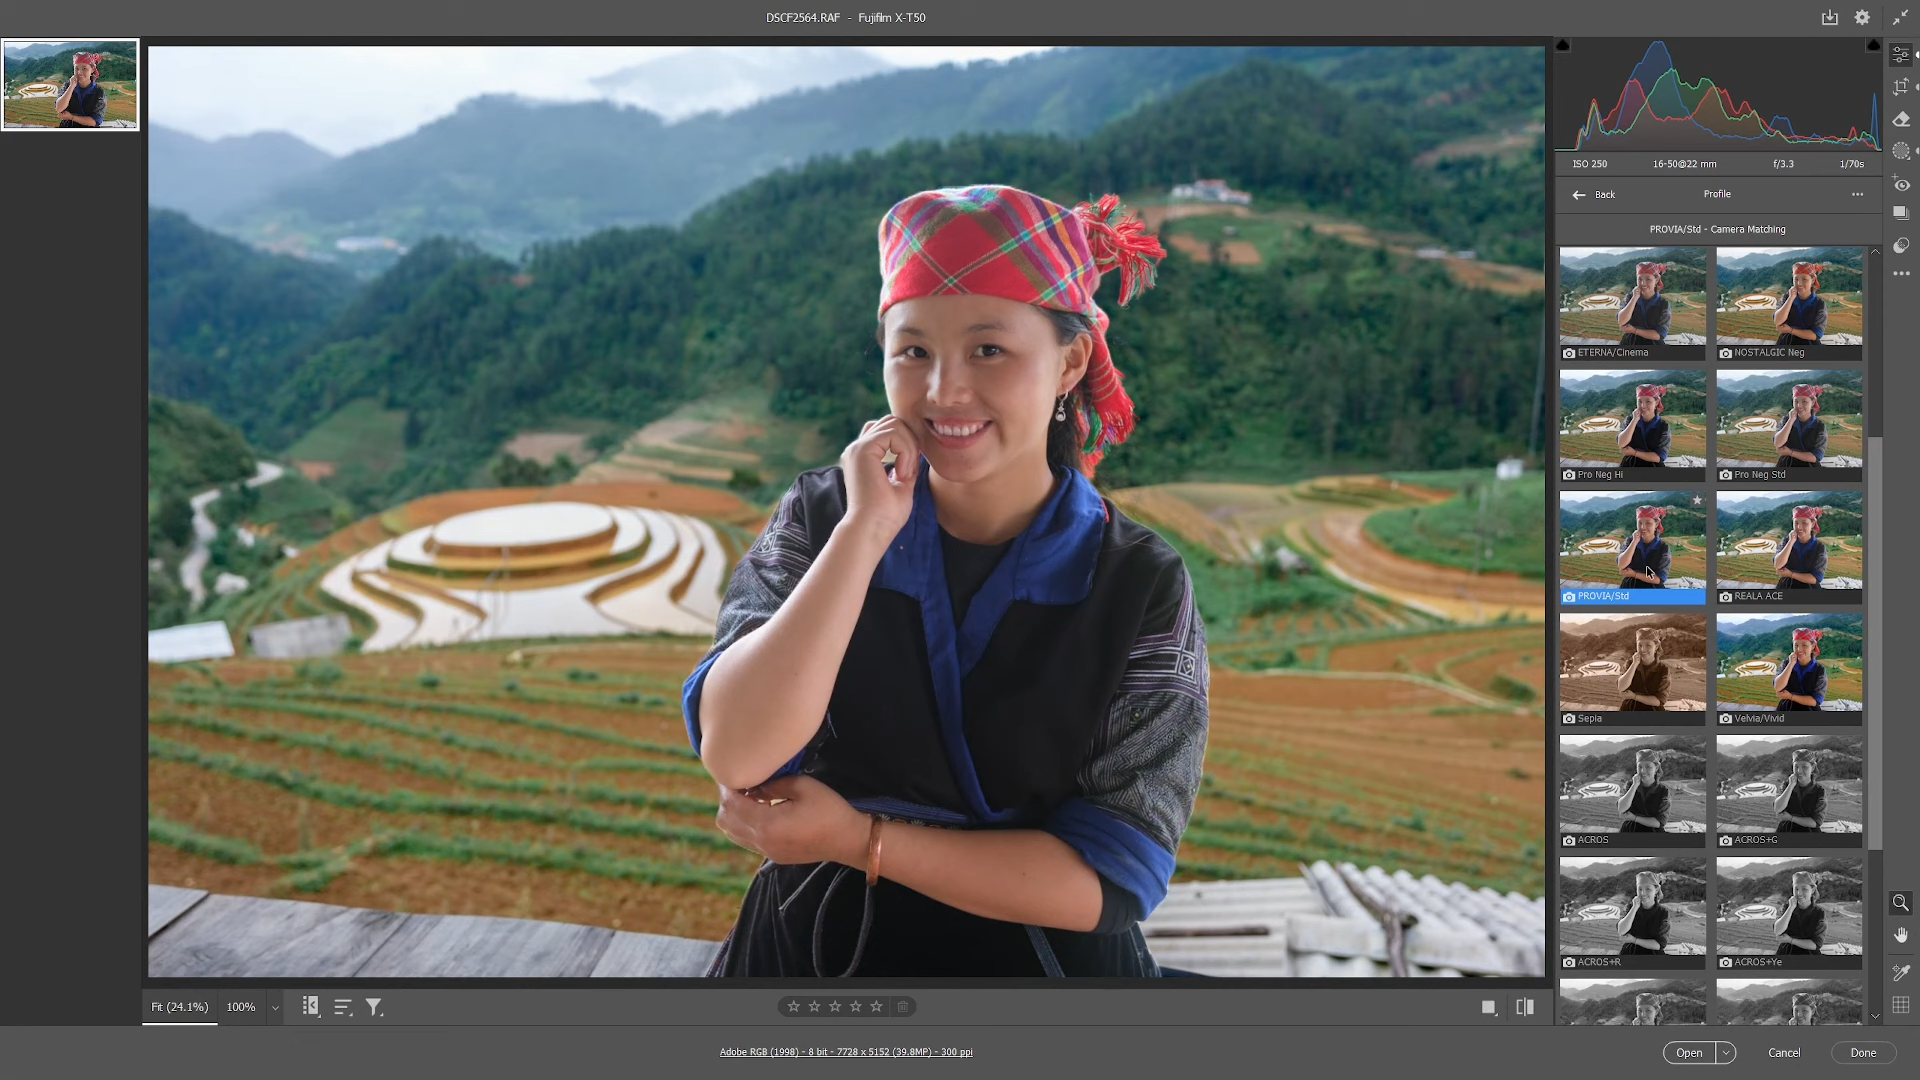 DSCF2564.RAF - Fujifilm X-T50
ISO 250 16-50@22 mm f/3.3 1/70s
Back Profile
PROVIA/Std - Camera Matching
ETERNA/Cinema NOSTALGIC Neg
Pro Neg Hi Pro Neg Std
PROVIA/Std REALA ACE
Sepia Velvia/Vivid
ACROS ACROS+G
ACROS+R ACROS+Ye
Fit (24.1%) 100%
Adobe RGB (1998) - 8 bit - 7728 x 5152 (39.8MP) - 300 ppi
Open Cancel Done